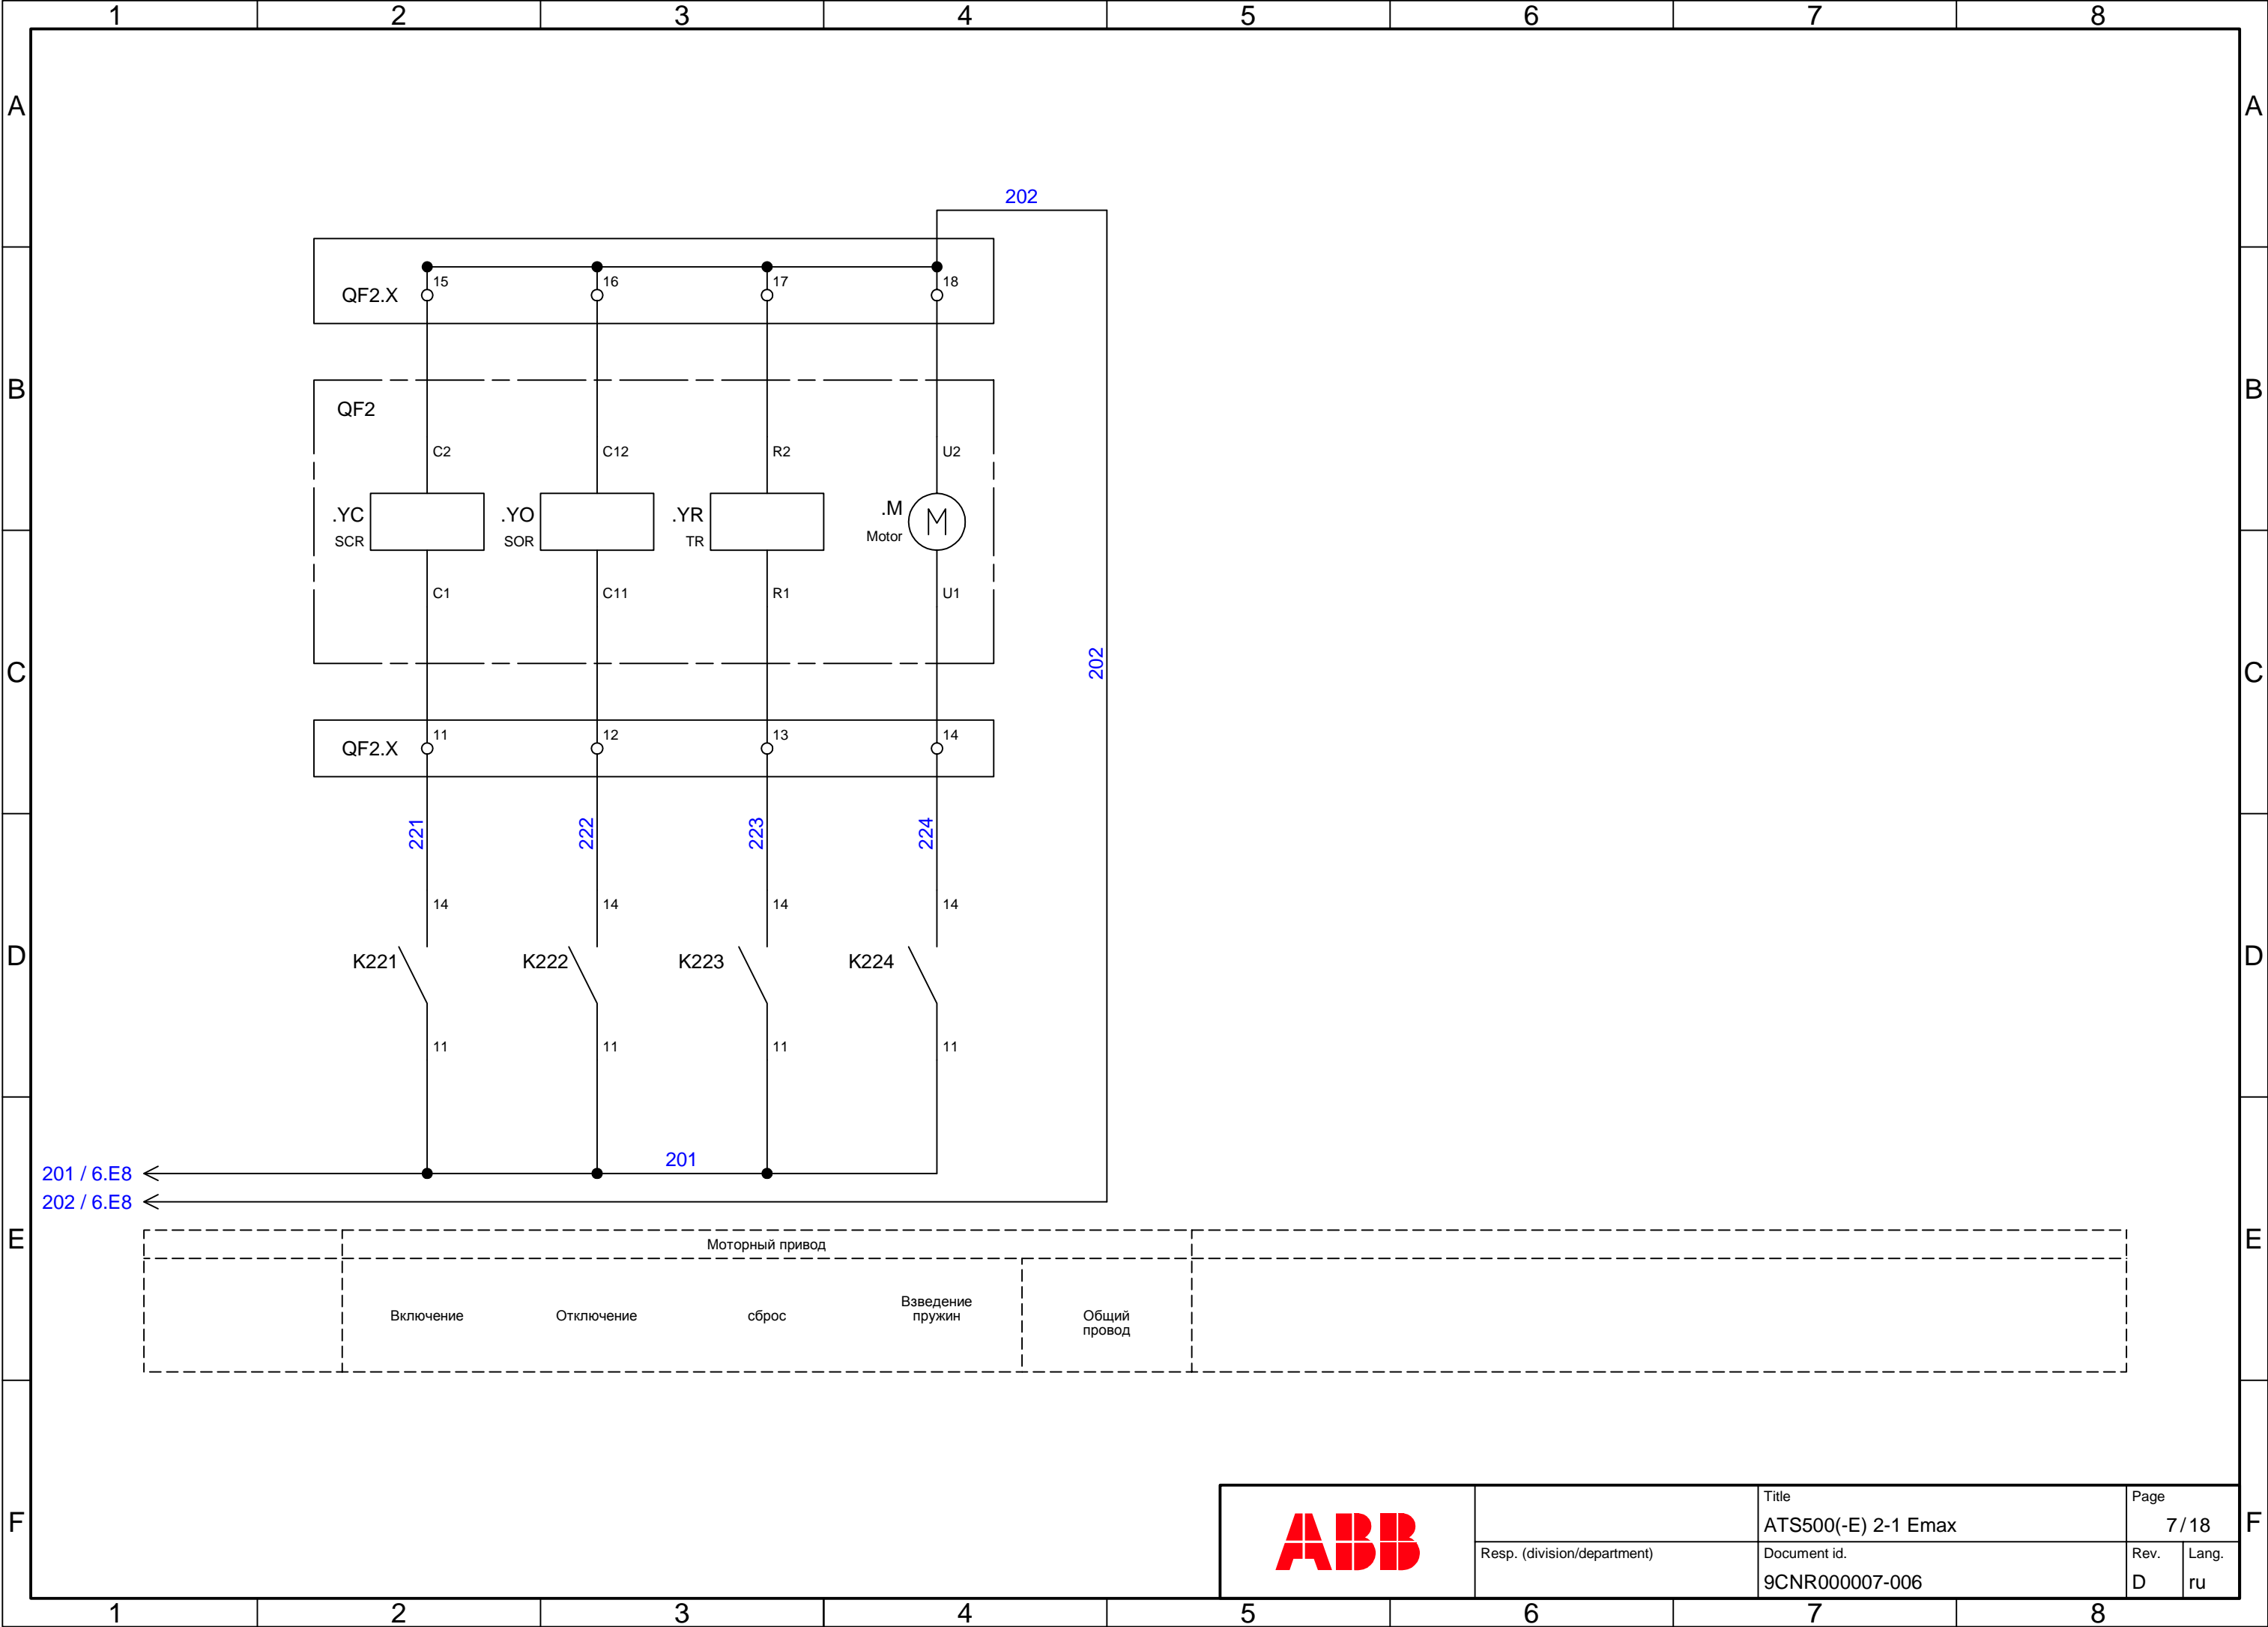 1 2 3 4 5 6 7 8
A A
202
15 16 17 18
QF2.X
B B
QF2
C2 C12 R2 U2
.YC .YO .YR .M M
SCR SOR TR Motor
C1 C11 R1 U1
202
C C
11 12 13 14
QF2.X
221 222 223 224
14 14 14 14
D D
K221 K222 K223 K224
11 11 11 11
201
201 / 6.E8
202 / 6.E8
E E
Моторный привод
Включение Отключение сброс Взведение
пружин
Общий
провод
F F
ABB
Title
ATS500(-E) 2-1 Emax
Page
7/18
Resp. (division/department)
Document id.
9CNR000007-006
Rev.
D
Lang.
ru
1 2 3 4 5 6 7 8